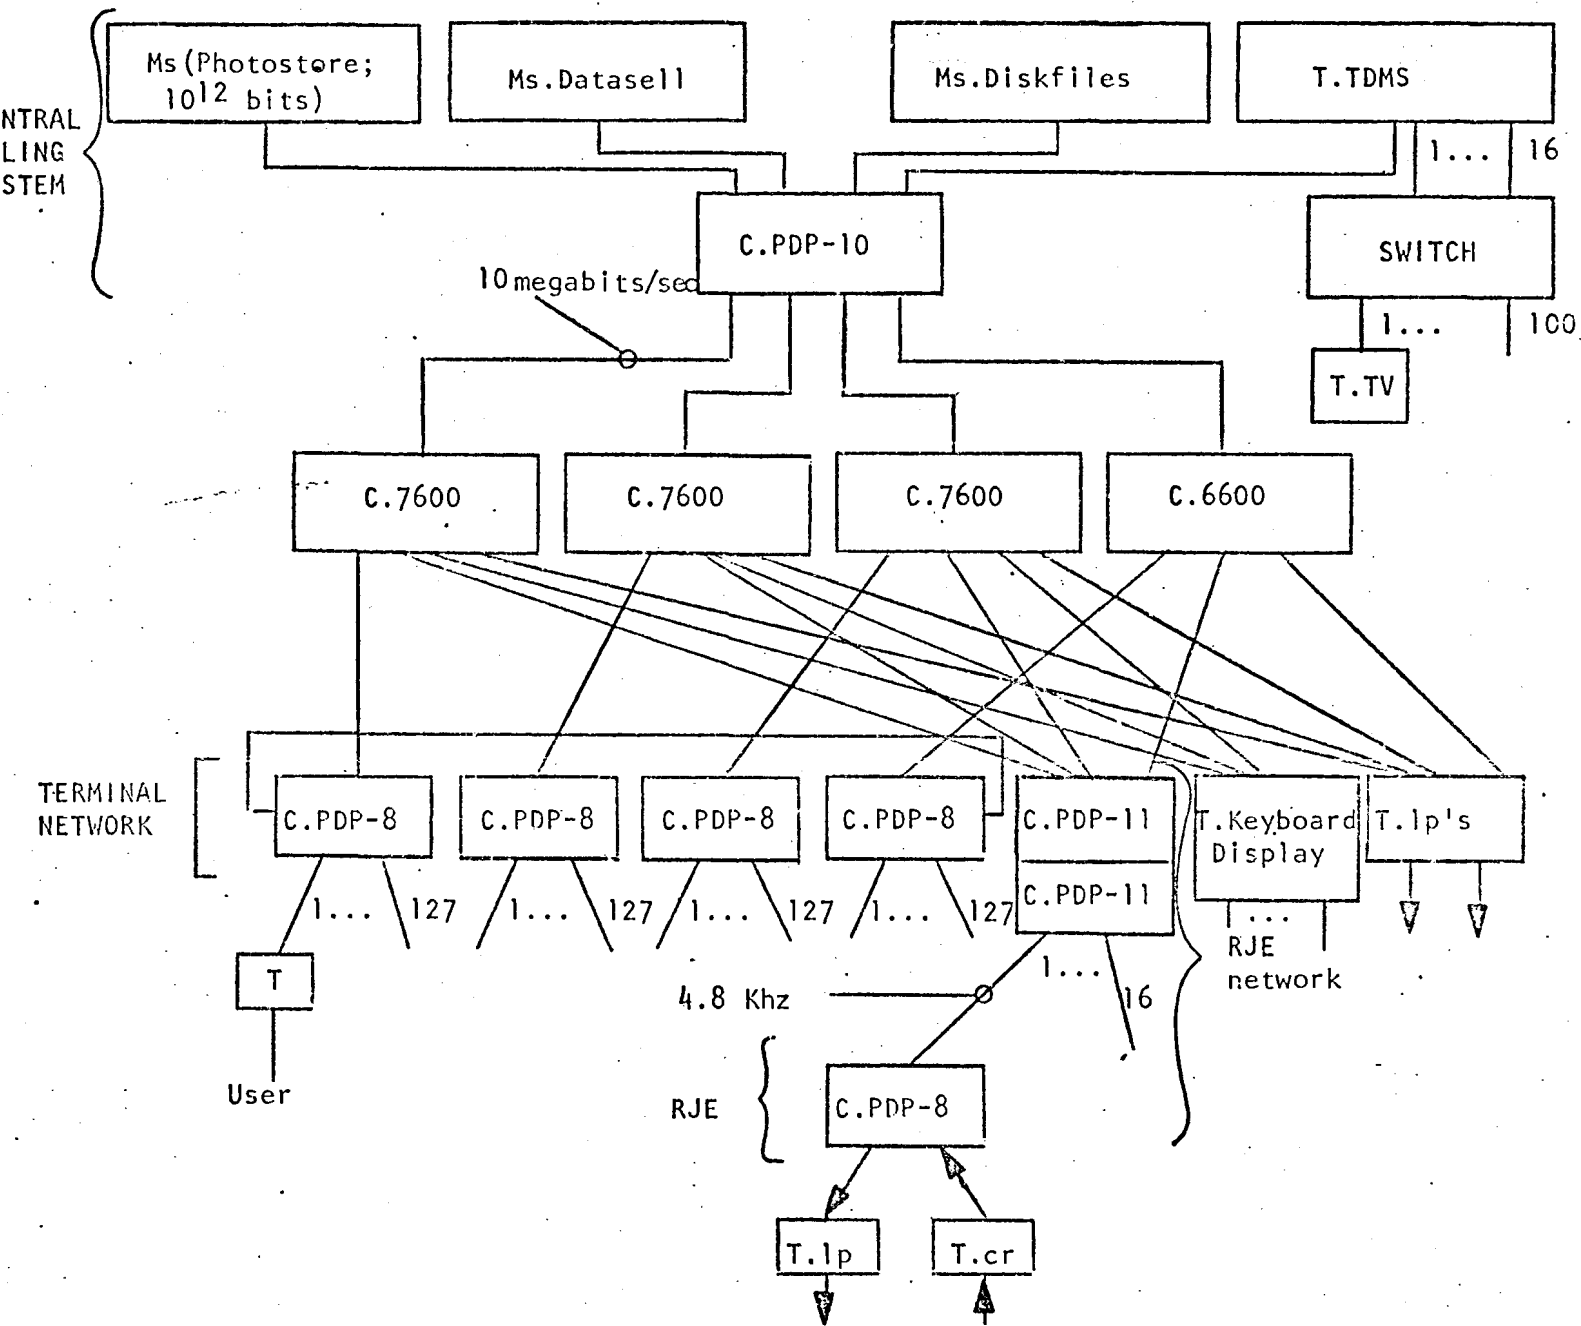 Ms(Photostore;
10^12 bits)
Ms.Datasell
Ms.Diskfiles
T.TDMS
NTRAL
LING
STEM
1... 16
C.PDP-10
SWITCH
10 megabits/sec
1... 100
T.TV
C.7600
C.7600
C.7600
C.6600
TERMINAL
NETWORK
C.PDP-8
C.PDP-8
C.PDP-8
C.PDP-8
C.PDP-11
C.PDP-11
T.Keyboard
Display
T.lp's
1... 127
1... 127
1... 127
1... 127
...
RJE
network
T
1...
16
4.8 Khz
User
RJE
C.PDP-8
T.lp
T.cr